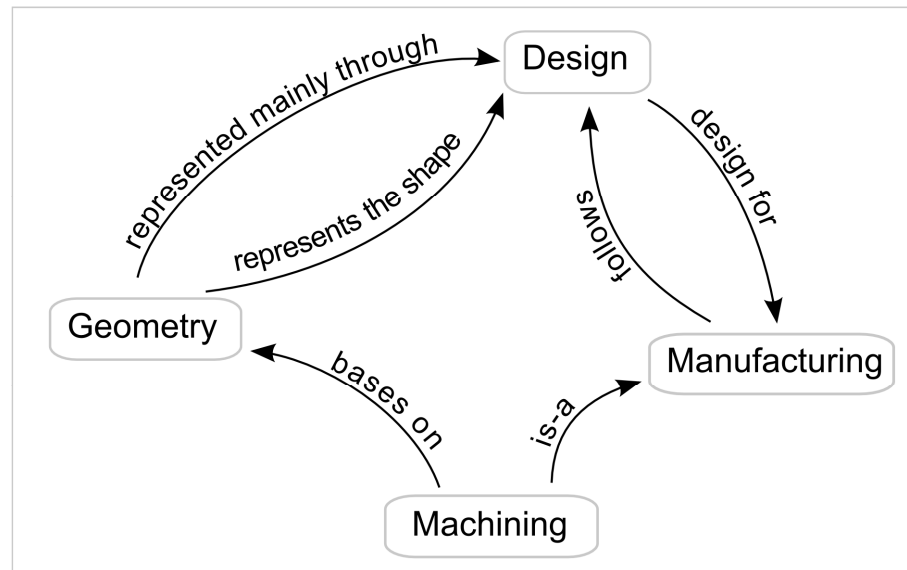 Design
represented mainly through
represents the shape
design for
follows
Geometry
Manufacturing
bases on
is-a
Machining